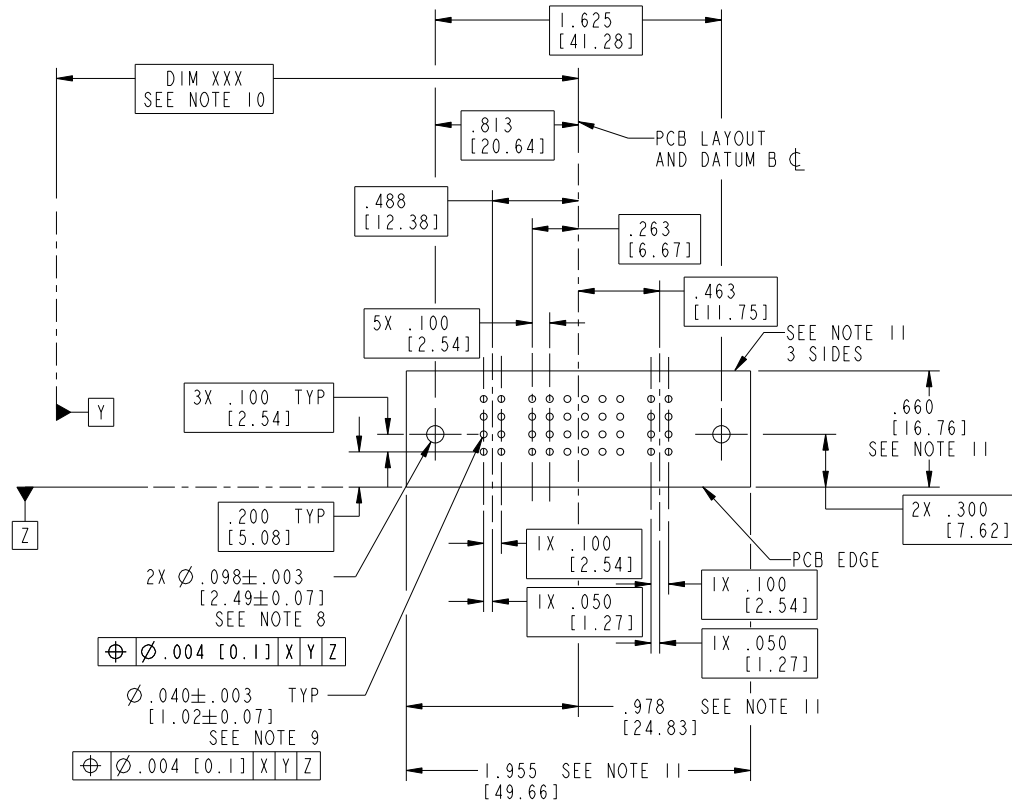 1.625
[41.28]
DIM XXX
SEE NOTE 10
.813
[20.64]
PCB LAYOUT
AND DATUM B ℄
.488
[12.38]
.263
[6.67]
.463
[11.75]
5X .100
[2.54]
SEE NOTE 11
3 SIDES
3X .100 TYP
[2.54]
Y
.660
[16.76]
SEE NOTE 11
.200 TYP
[5.08]
Z
2X .300
[7.62]
1X .100
[2.54]
PCB EDGE
2X Ø.098±.003
[2.49±0.07]
SEE NOTE 8
1X .050
[1.27]
1X .100
[2.54]
⌖ Ø.004 [0.1] X Y Z
1X .050
[1.27]
Ø.040±.003 TYP
[1.02±0.07]
SEE NOTE 9
.978 SEE NOTE 11
[24.83]
⌖ Ø.004 [0.1] X Y Z
1.955 SEE NOTE 11
[49.66]